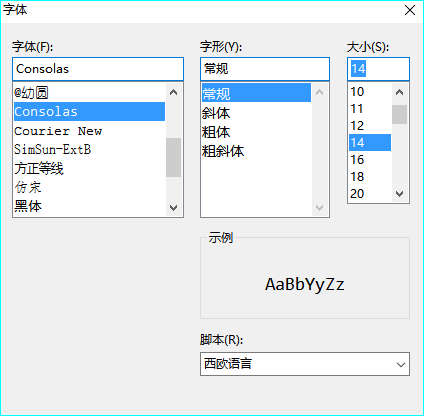 字体
字体(F):
字形(Y):
大小(S):
Consolas
常规
14
@幼圆
Consolas
Courier New
SimSun-ExtB
方正等线
仿宋
黑体
常规
斜体
粗体
粗斜体
10
11
12
14
16
18
20
示例
AaBbYyZz
脚本(R):
西欧语言